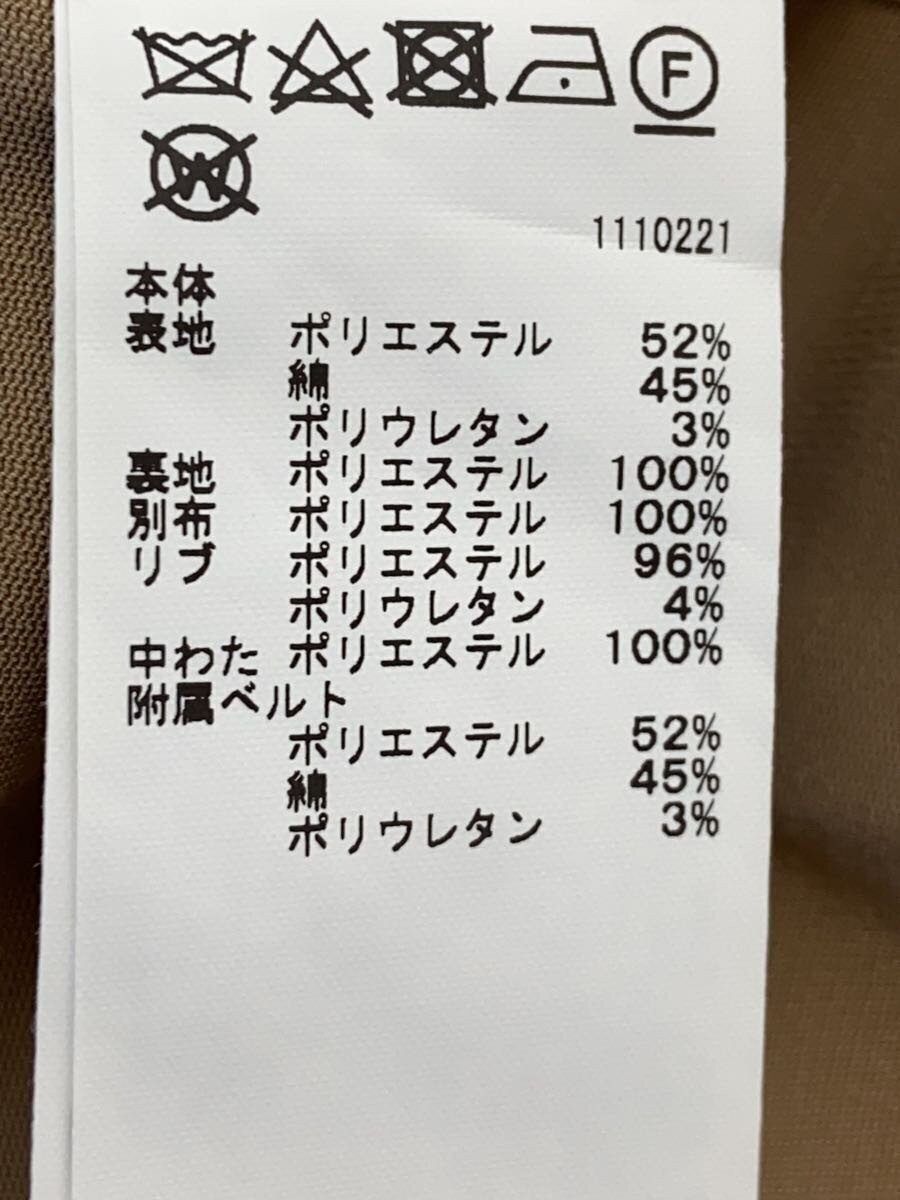 F
W
1110221
本体
表地 ポリエステル 52%
綿 45%
ポリウレタン 3%
裏地 ポリエステル 100%
別布 ポリエステル 100%
リブ ポリエステル 96%
ポリウレタン 4%
中わた ポリエステル 100%
附属ベルト
ポリエステル 52%
綿 45%
ポリウレタン 3%